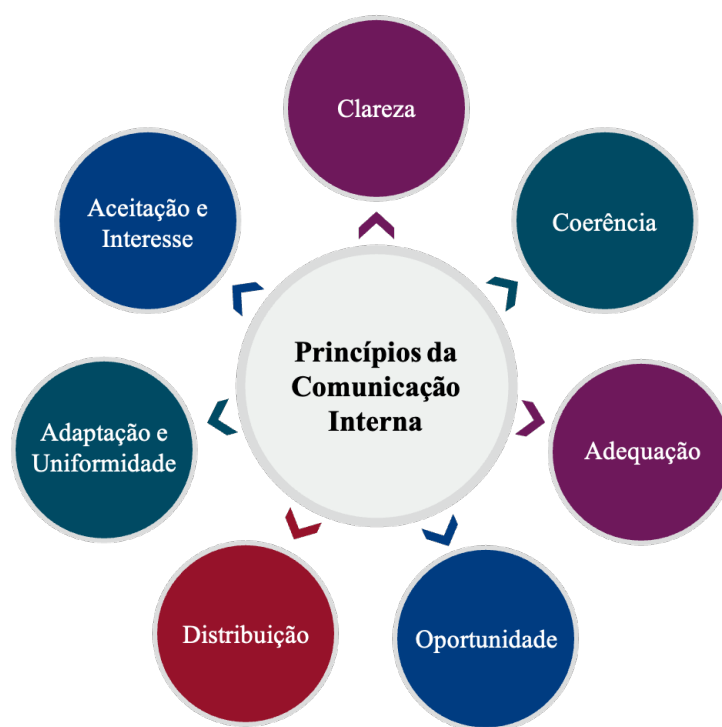 Princípios da
Comunicação
Interna
Clareza
Coerência
Adequação
Oportunidade
Distribuição
Adaptação e
Uniformidade
Aceitação e
Interesse